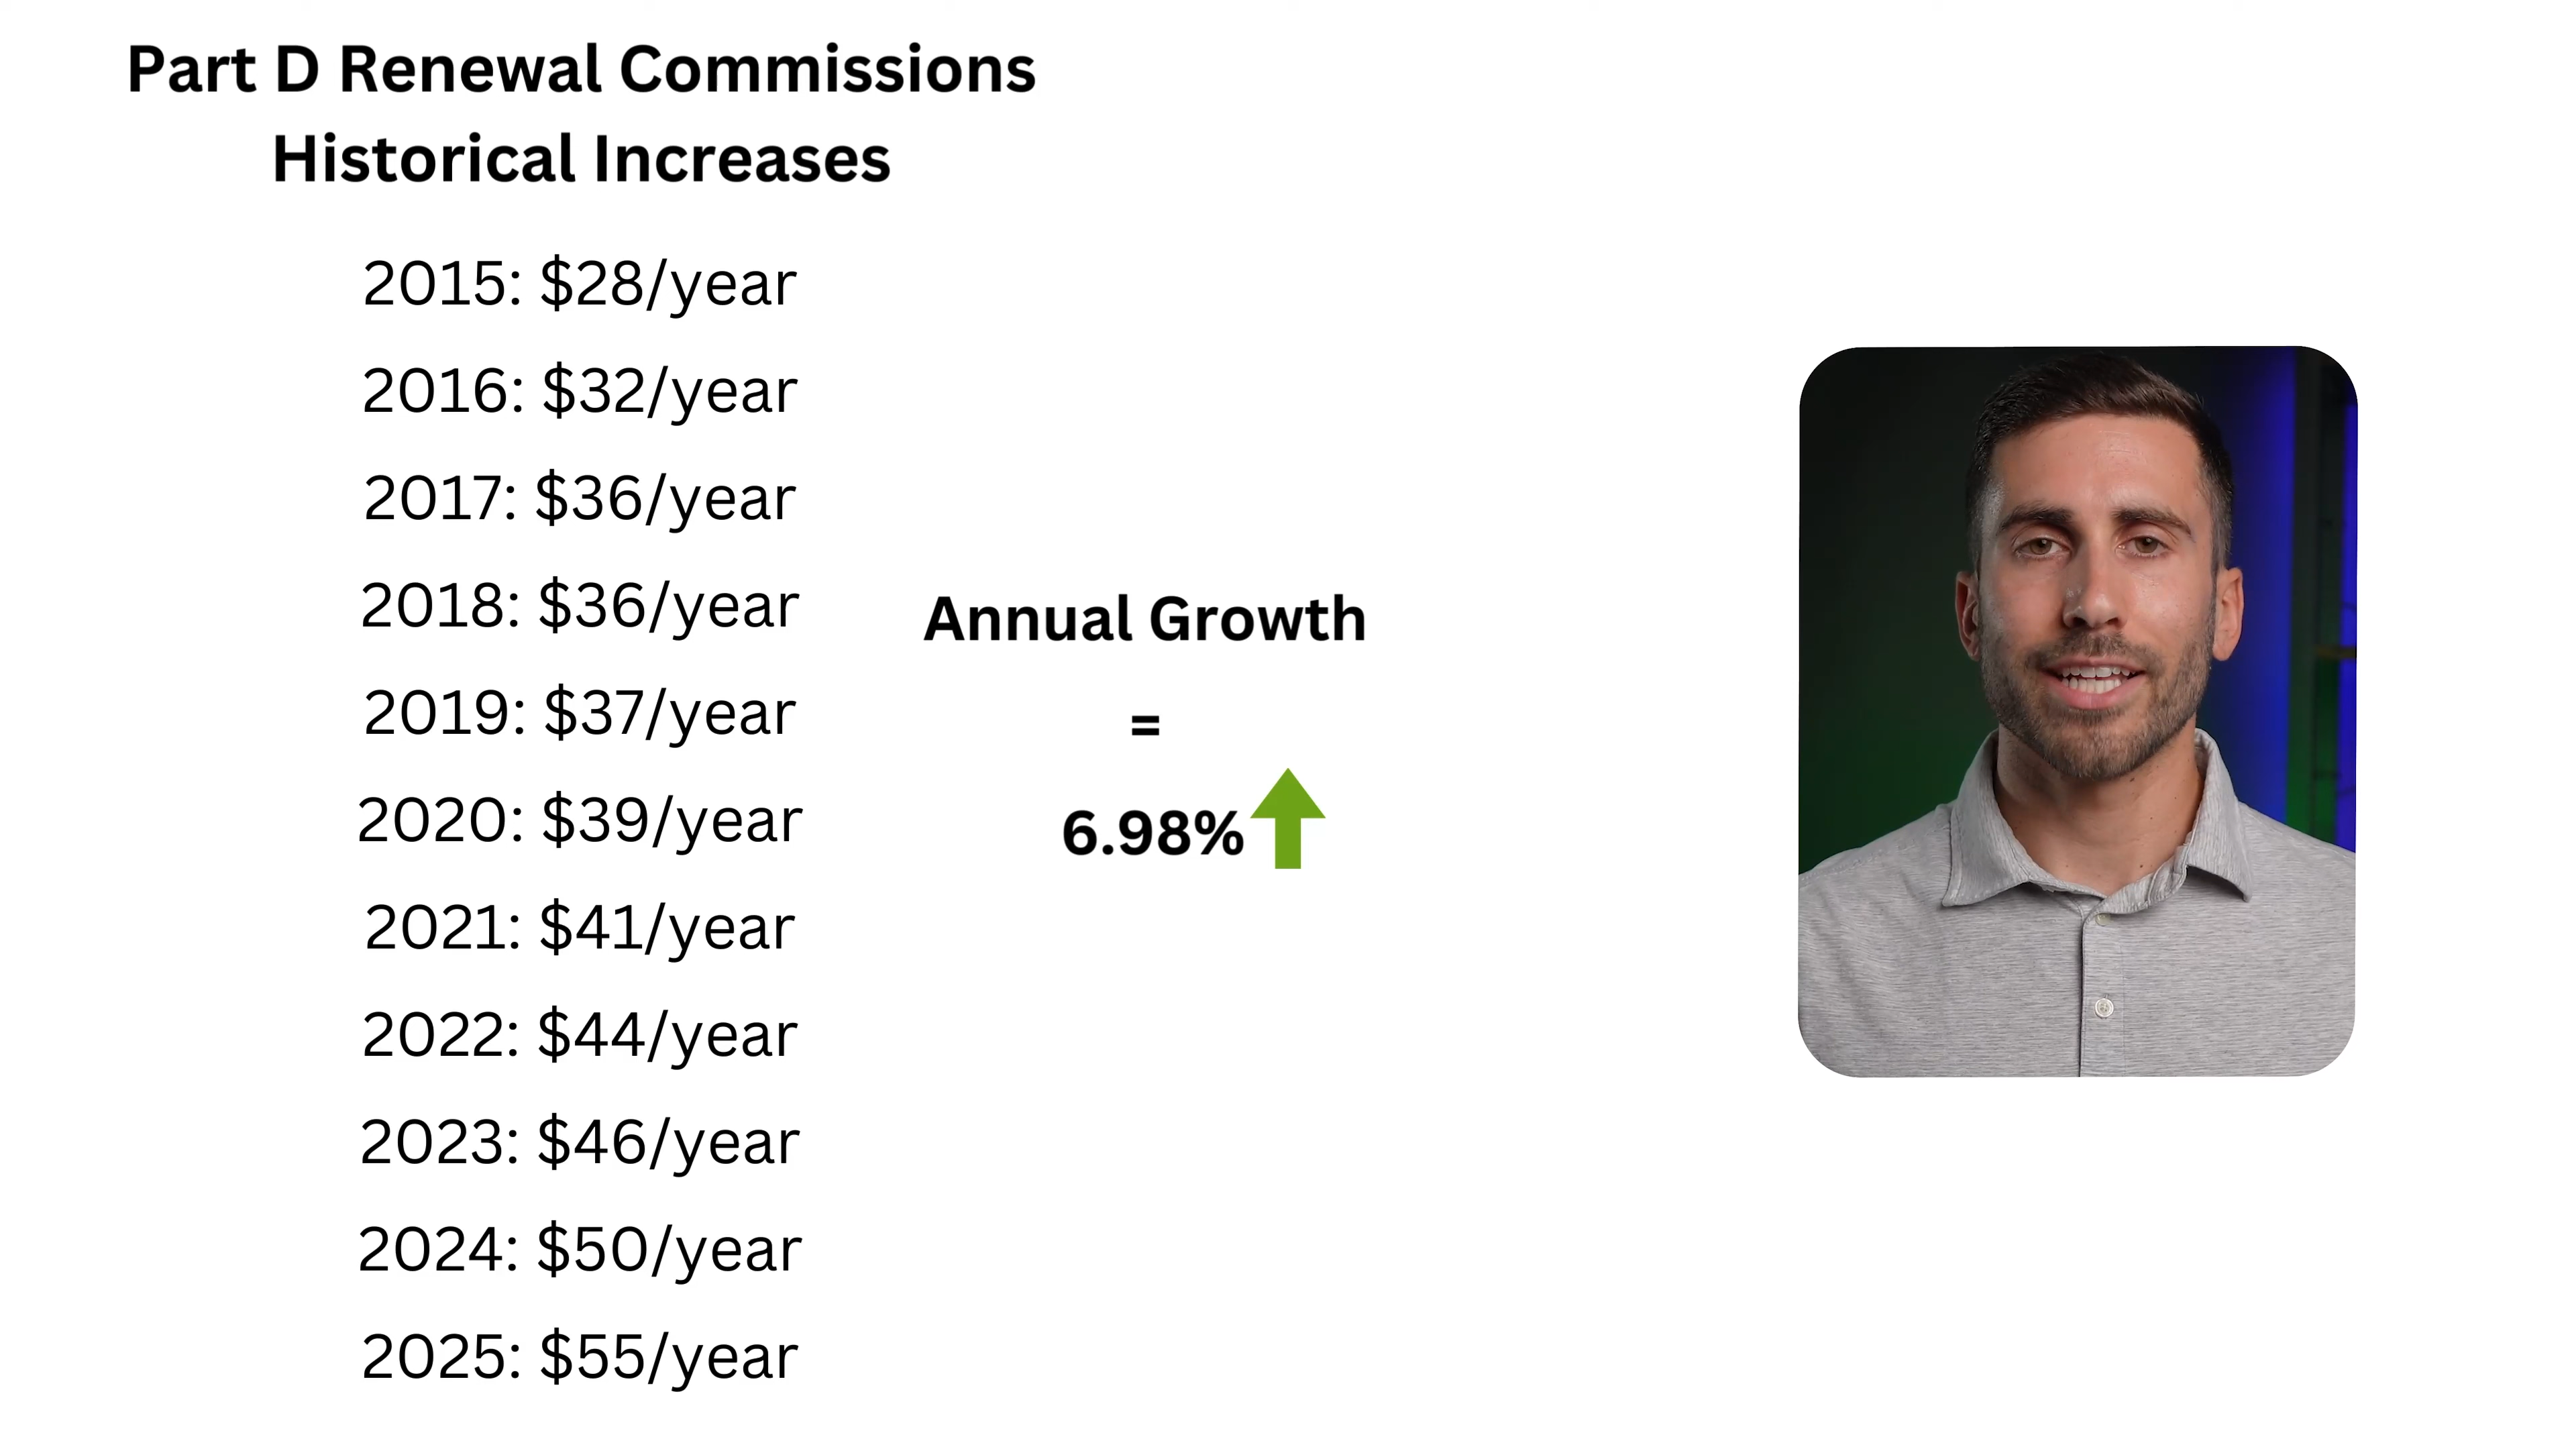 Part D Renewal Commissions
Historical Increases
2015: $28/year
2016: $32/year
2017: $36/year
2018: $36/year
2019: $37/year
2020: $39/year
2021: $41/year
2022: $44/year
2023: $46/year
2024: $50/year
2025: $55/year
Annual Growth
=
6.98%